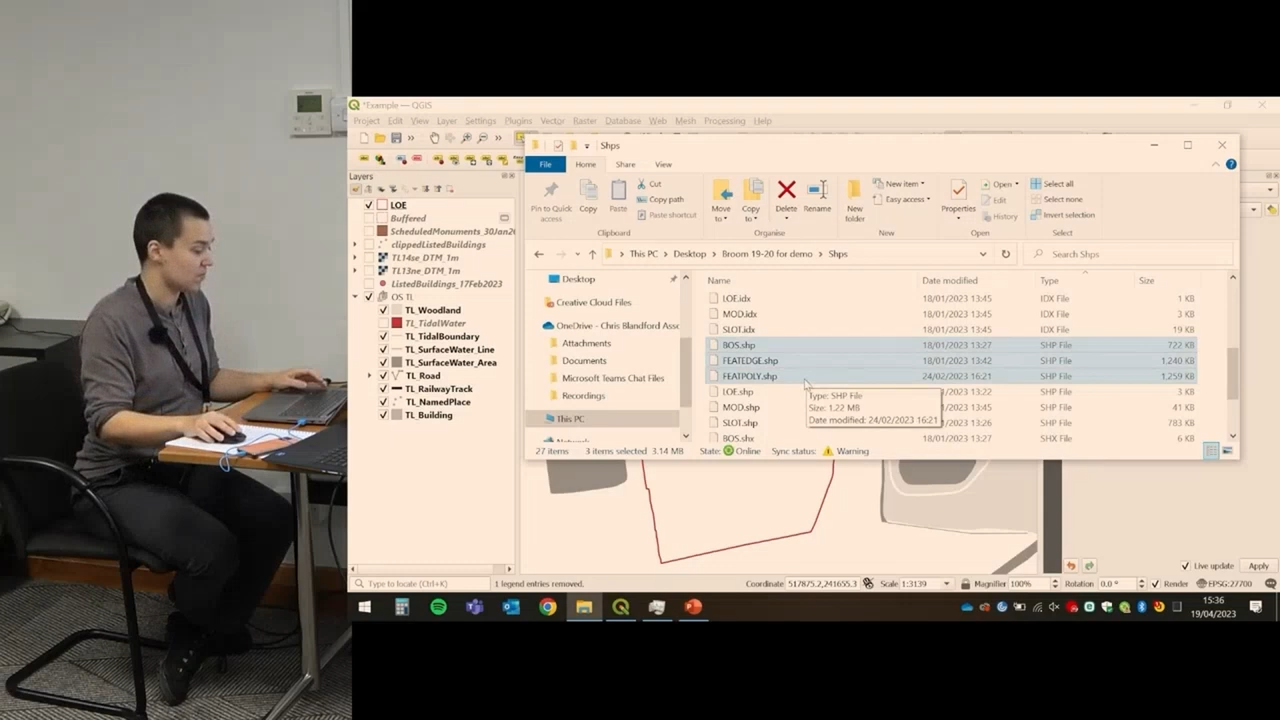 *Example — QGIS
Project Edit View Layer Settings Plugins Vector Raster Database Web Mesh Processing Help
Layers
LOE
Buffered
ScheduledMonuments_30Jan20
clippedListedBuildings
TL14se_DTM_1m
TL13ne_DTM_1m
ListedBuildings_17Feb2023
OS TL
TL_Woodland
TL_TidalWater
TL_TidalBoundary
TL_SurfaceWater_Line
TL_SurfaceWater_Area
TL_Road
TL_RailwayTrack
TL_NamedPlace
TL_Building
Shps
File Home Share View
Pin to Quick access
Copy
Paste
Cut
Copy path
Paste shortcut
Clipboard
Move to
Copy to
Delete
Rename
Organise
New folder
New item
Easy access
New
Properties
Open
Edit
History
Open
Select all
Select none
Invert selection
Select
This PC > Desktop > Broom 19-20 for demo > Shps
Search Shps
Desktop
Creative Cloud Files
OneDrive - Chris Blandford Asso
Attachments
Documents
Microsoft Teams Chat Files
Recordings
This PC
Name Date modified Type Size
LOE.idx 18/01/2023 13:45 IDX File 1 KB
MOD.idx 18/01/2023 13:45 IDX File 4 KB
SLOT.idx 18/01/2023 13:45 IDX File 19 KB
BOS.shp 18/01/2023 13:27 SHP File 722 KB
FEATEDGE.shp 18/01/2023 13:42 SHP File 1,240 KB
FEATPOLY.shp 24/02/2023 16:21 SHP File 1,259 KB
LOE.shp 13:22 SHP File 3 KB
MOD.shp 13:45 SHP File 41 KB
SLOT.shp 13:26 SHP File 783 KB
BOS.shx 18/01/2023 13:27 SHX File 6 KB
Type: SHP File
Size: 1.22 MB
Date modified: 24/02/2023 16:21
27 items 3 items selected 3.14 MB State: Online Sync status: Warning
Live update Apply
Type to locate (Ctrl+K) 1 legend entries removed. Coordinate 517875.2,241655.3 Scale 1:3139 Magnifier 100% Rotation 0.0 ° Render EPSG:27700
15:36
19/04/2023